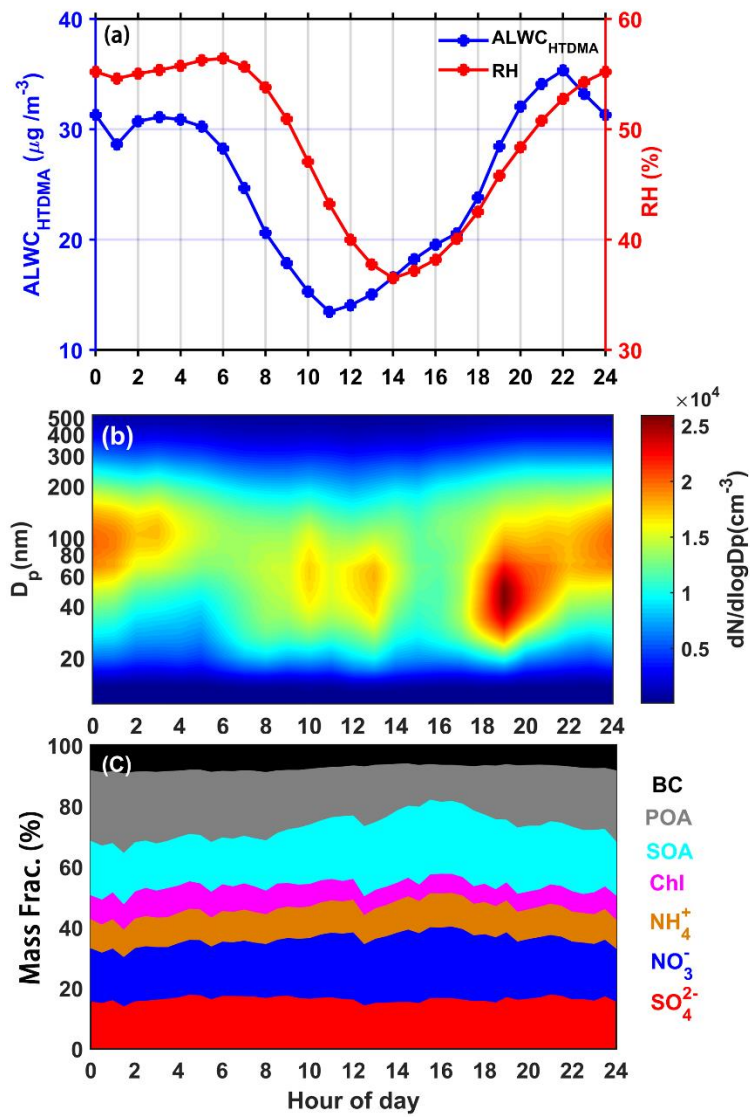 (a)
ALWC_HTDMA
RH
40
30
20
10
ALWC_HTDMA (μg /m⁻³)
60
50
40
30
RH (%)
0 2 4 6 8 10 12 14 16 18 20 22 24
(b)
500
400
300
200
100
80
60
40
20
D_p(nm)
0 2 4 6 8 10 12 14 16 18 20 22 24
×10⁴
2.5
2
1.5
1
0.5
dN/dlogDp(cm⁻³)
(C)
100
80
60
40
20
0
Mass Frac. (%)
0 2 4 6 8 10 12 14 16 18 20 22 24
Hour of day
BC
POA
SOA
Chl
NH₄⁺
NO₃⁻
SO₄²⁻